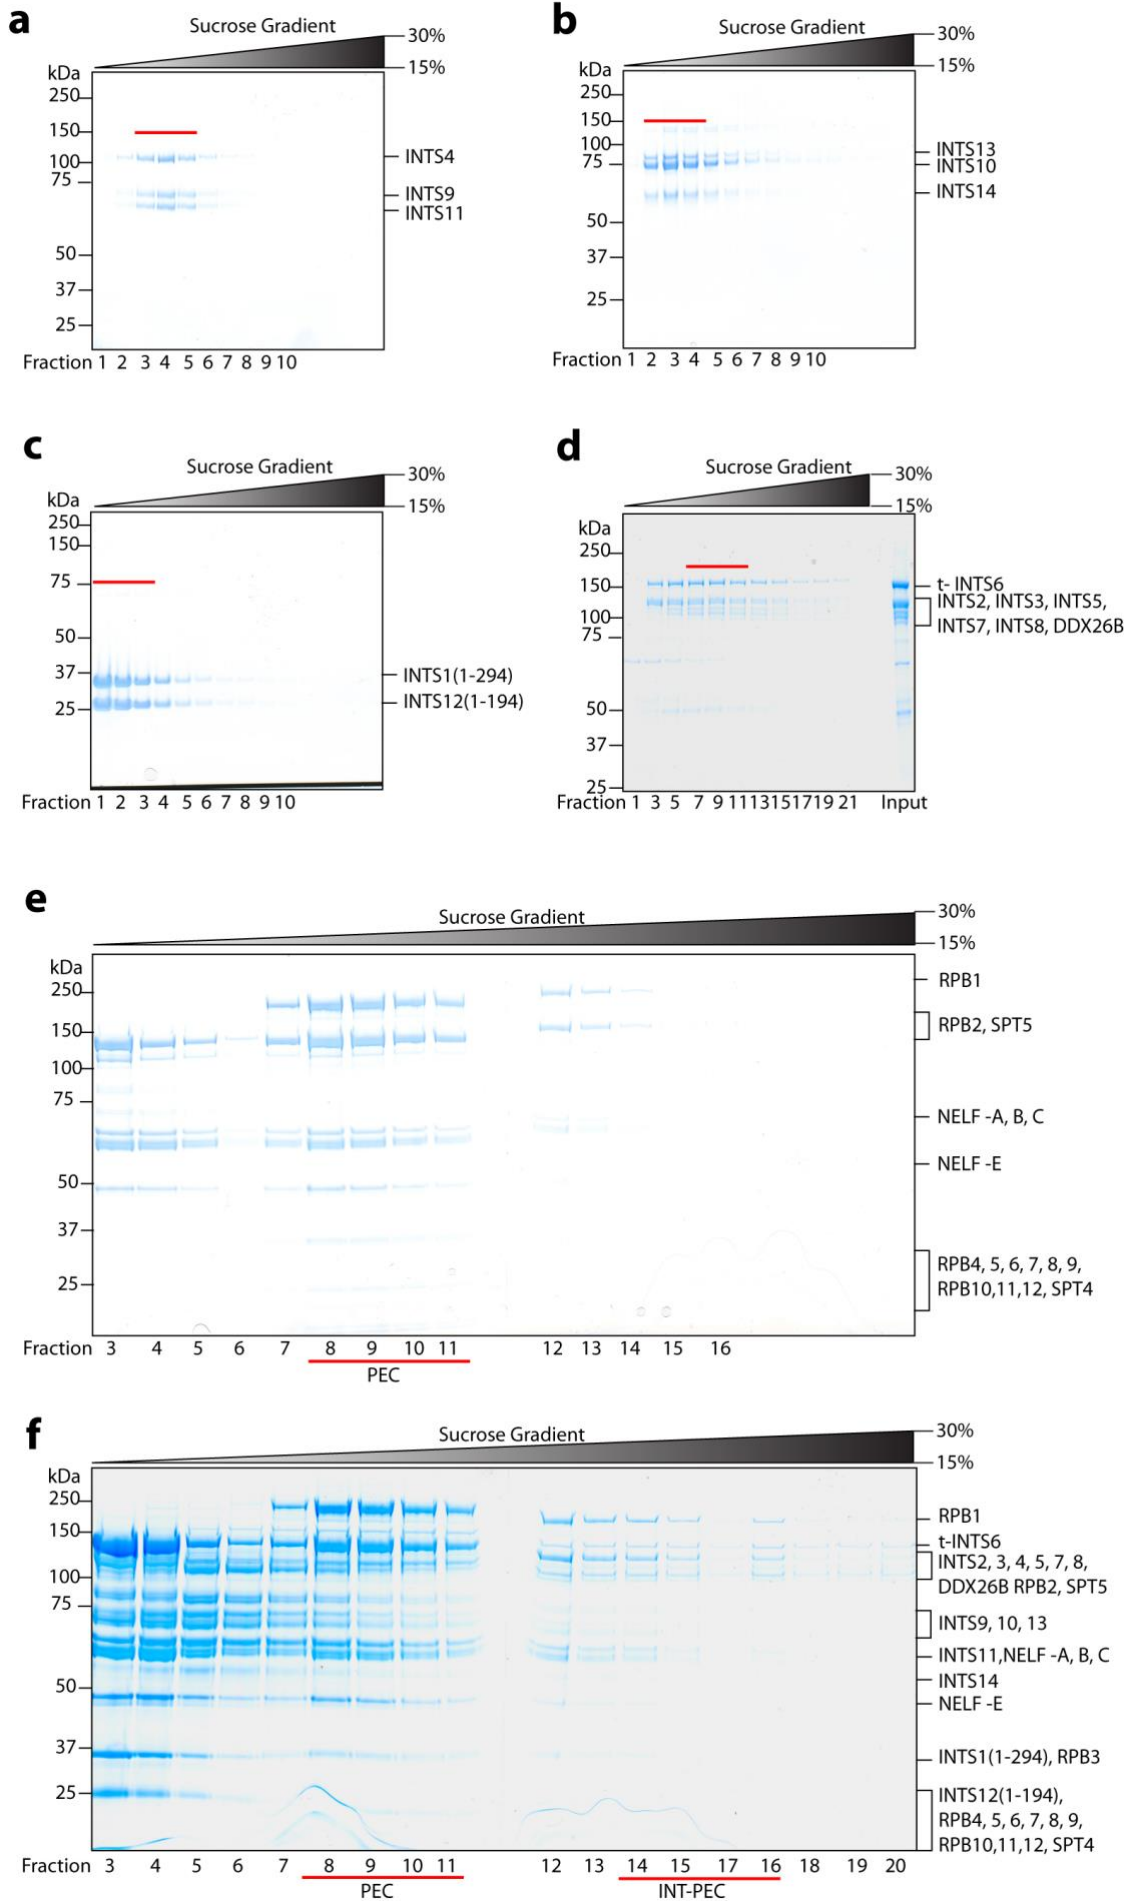 a
Sucrose Gradient
30%
15%
kDa
250
150
100
75
50
37
25
INTS4
INTS9
INTS11
Fraction 1 2 3 4 5 6 7 8 9 10
b
Sucrose Gradient
30%
15%
kDa
250
150
100
75
50
37
25
INTS13
INTS10
INTS14
Fraction 1 2 3 4 5 6 7 8 9 10
c
Sucrose Gradient
30%
15%
kDa
250
150
75
50
37
25
INTS1(1-294)
INTS12(1-194)
Fraction 1 2 3 4 5 6 7 8 9 10
d
Sucrose Gradient
30%
15%
kDa
250
150
100
75
50
37
25
t- INTS6
INTS2, INTS3, INTS5,
INTS7, INTS8, DDX26B
Fraction 1 3 5 7 9 11 13 15 17 19 21 Input
e
Sucrose Gradient
30%
15%
kDa
250
150
100
75
50
37
25
RPB1
RPB2, SPT5
NELF -A, B, C
NELF -E
RPB4, 5, 6, 7, 8, 9,
RPB10,11,12, SPT4
Fraction 3 4 5 6 7 8 9 10 11 12 13 14 15 16
PEC
f
Sucrose Gradient
30%
15%
kDa
250
150
100
75
50
37
25
RPB1
t-INTS6
INTS2, 3, 4, 5, 7, 8,
DDX26B RPB2, SPT5
INTS9, 10, 13
INTS11,NELF -A, B, C
INTS14
NELF -E
INTS1(1-294), RPB3
INTS12(1-194),
RPB4, 5, 6, 7, 8, 9,
RPB10,11,12, SPT4
Fraction 3 4 5 6 7 8 9 10 11 12 13 14 15 17 16 18 19 20
PEC
INT-PEC